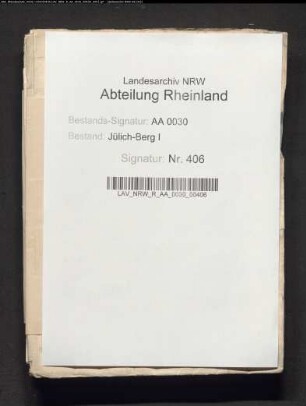 Landesarchiv NRW
Abteilung Rheinland
Bestands-Signatur: AA 0030
Bestand: Jülich-Berg I
Signatur: Nr. 406
LAV_NRW_R_AA_0030_00406